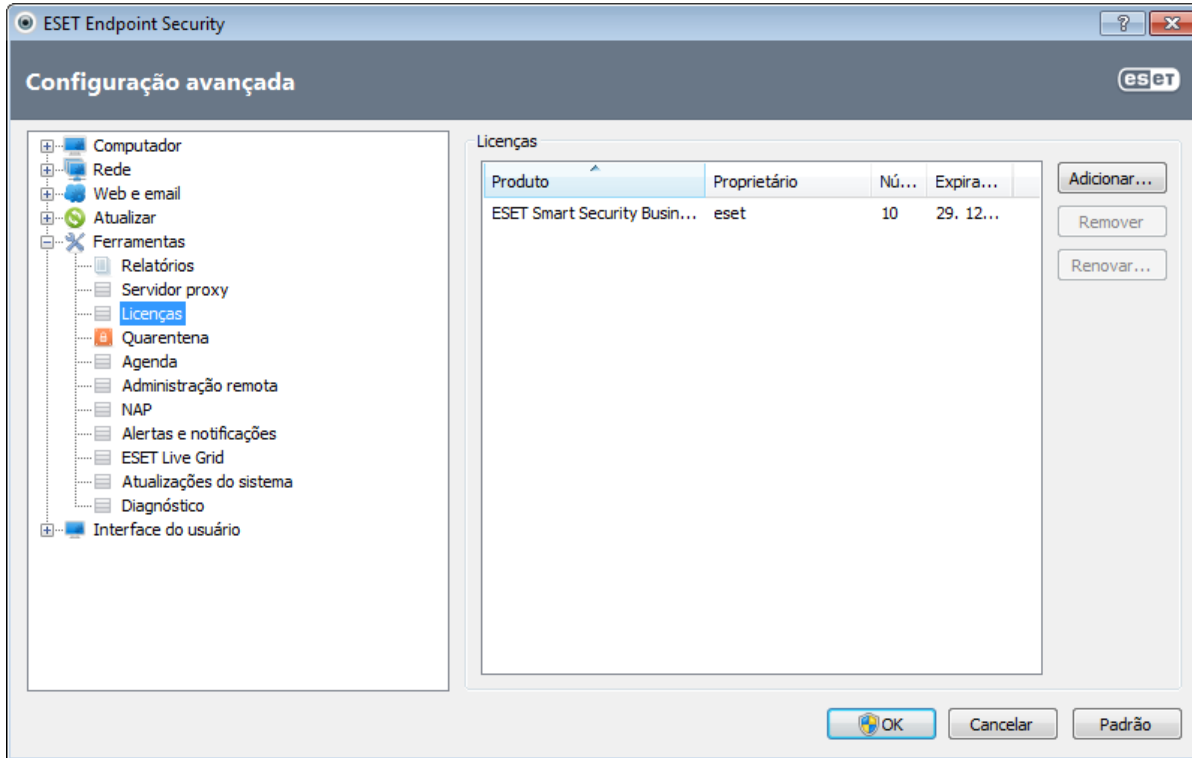 ESET Endpoint Security
Configuração avançada
eset
Computador
Rede
Web e email
Atualizar
Ferramentas
Relatórios
Servidor proxy
Licenças
Quarentena
Agenda
Administração remota
NAP
Alertas e notificações
ESET Live Grid
Atualizações do sistema
Diagnóstico
Interface do usuário
Licenças
Produto Proprietário Nú... Expira...
ESET Smart Security Busin... eset 10 29. 12...
Adicionar...
Remover
Renovar...
OK Cancelar Padrão